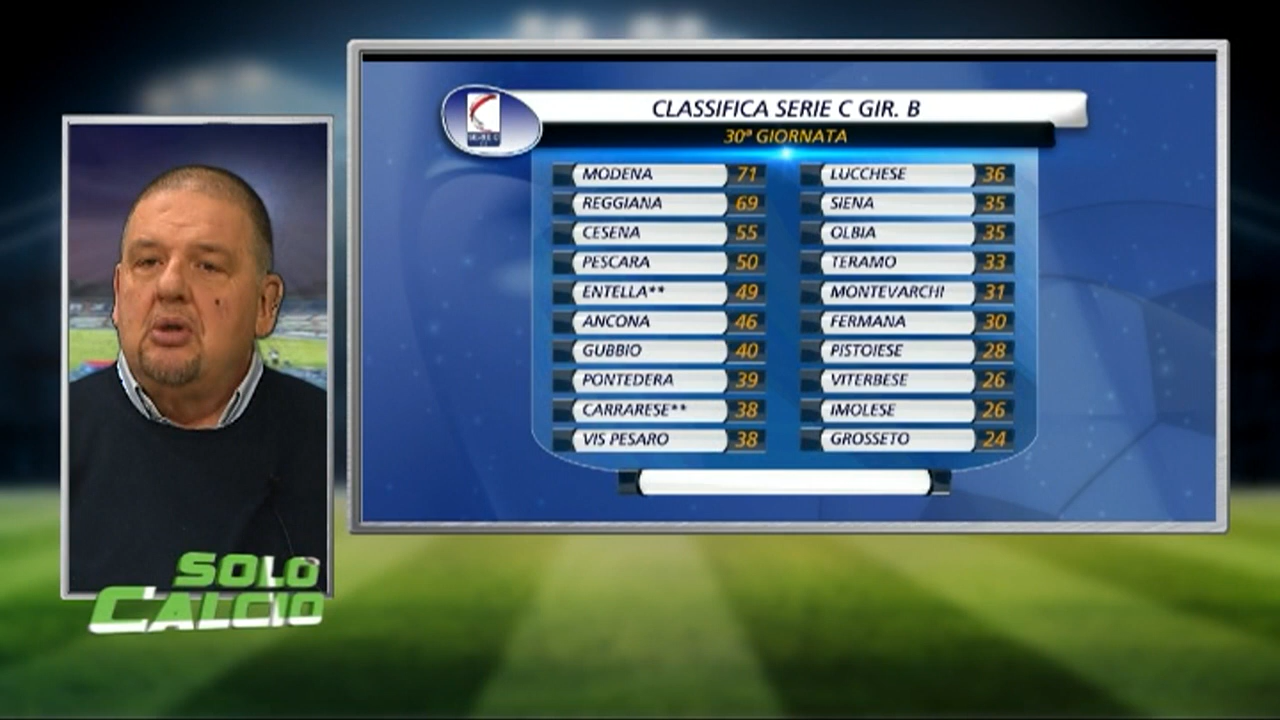 CLASSIFICA SERIE C GIR. B
SERIE C
30ª GIORNATA
MODENA 71
REGGIANA 69
CESENA 55
PESCARA 50
ENTELLA** 49
ANCONA 46
GUBBIO 40
PONTEDERA 39
CARRARESE** 38
VIS PESARO 38
LUCCHESE 36
SIENA 35
OLBIA 35
TERAMO 33
MONTEVARCHI 31
FERMANA 30
PISTOIESE 28
VITERBESE 26
IMOLESE 26
GROSSETO 24
SOLO
CALCIO